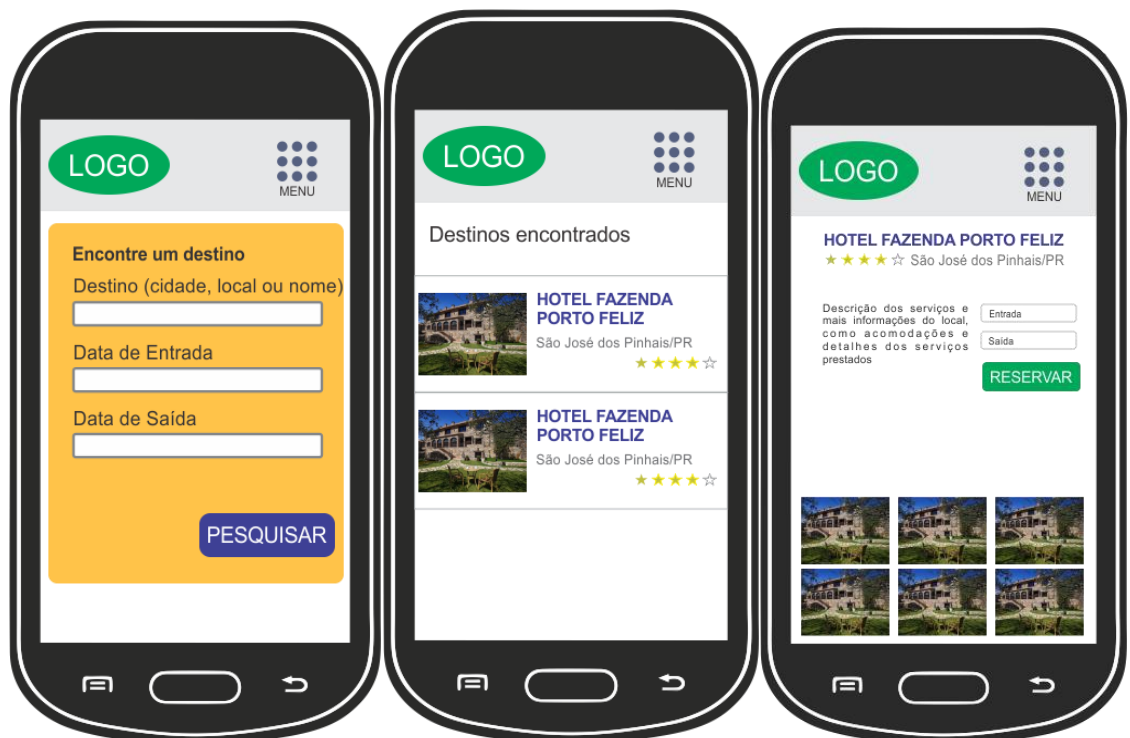 LOGO
MENU
Encontre um destino
Destino (cidade, local ou nome)
Data de Entrada
Data de Saída
PESQUISAR
LOGO
MENU
Destinos encontrados
HOTEL FAZENDA
PORTO FELIZ
São José dos Pinhais/PR
HOTEL FAZENDA
PORTO FELIZ
São José dos Pinhais/PR
LOGO
MENU
HOTEL FAZENDA PORTO FELIZ
São José dos Pinhais/PR
Descrição dos serviços e
mais informações do local,
como acomodações e
detalhes dos serviços
prestados
Entrada
Saída
RESERVAR